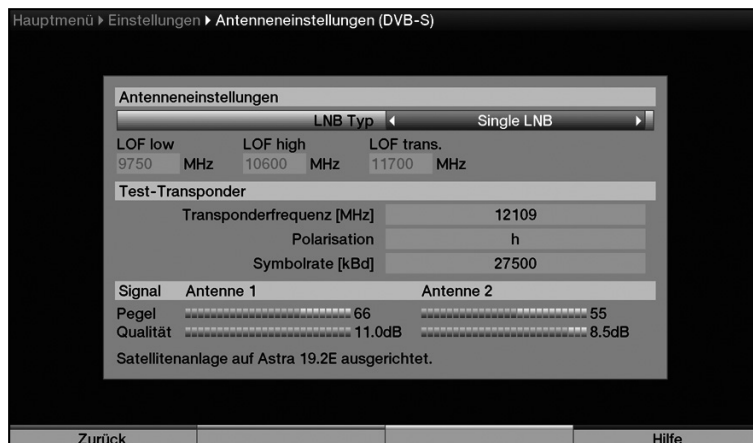 Hauptmenü ▸ Einstellungen ▸ Antenneneinstellungen (DVB-S)
Antenneneinstellungen
LNB Typ ◂ Single LNB ▸
LOF low LOF high LOF trans.
9750 MHz 10600 MHz 11700 MHz
Test-Transponder
Transponderfrequenz [MHz] 12109
Polarisation h
Symbolrate [kBd] 27500
Signal Antenne 1 Antenne 2
Pegel 66 55
Qualität 11.0dB 8.5dB
Satellitenanlage auf Astra 19.2E ausgerichtet.
Zurück Hilfe